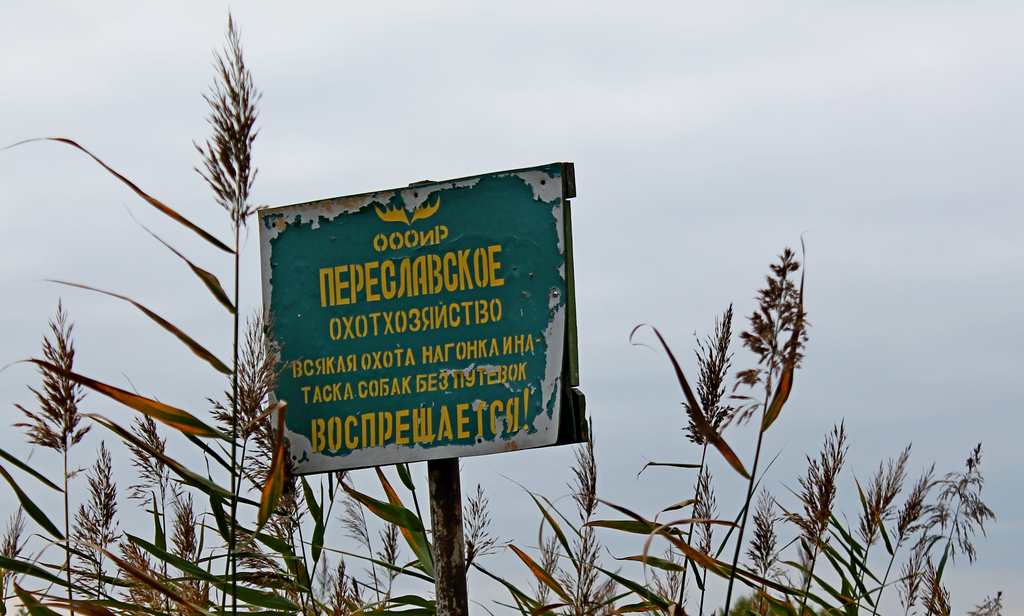 ОООИР
ПЕРЕСЛАВСКОЕ
ОХОТХОЗЯЙСТВО
ВСЯКАЯ ОХОТА НАГОНКА И НА-
ТАСКА СОБАК БЕЗ ПУТЕВОК
ВОСПРЕЩАЕТСЯ!